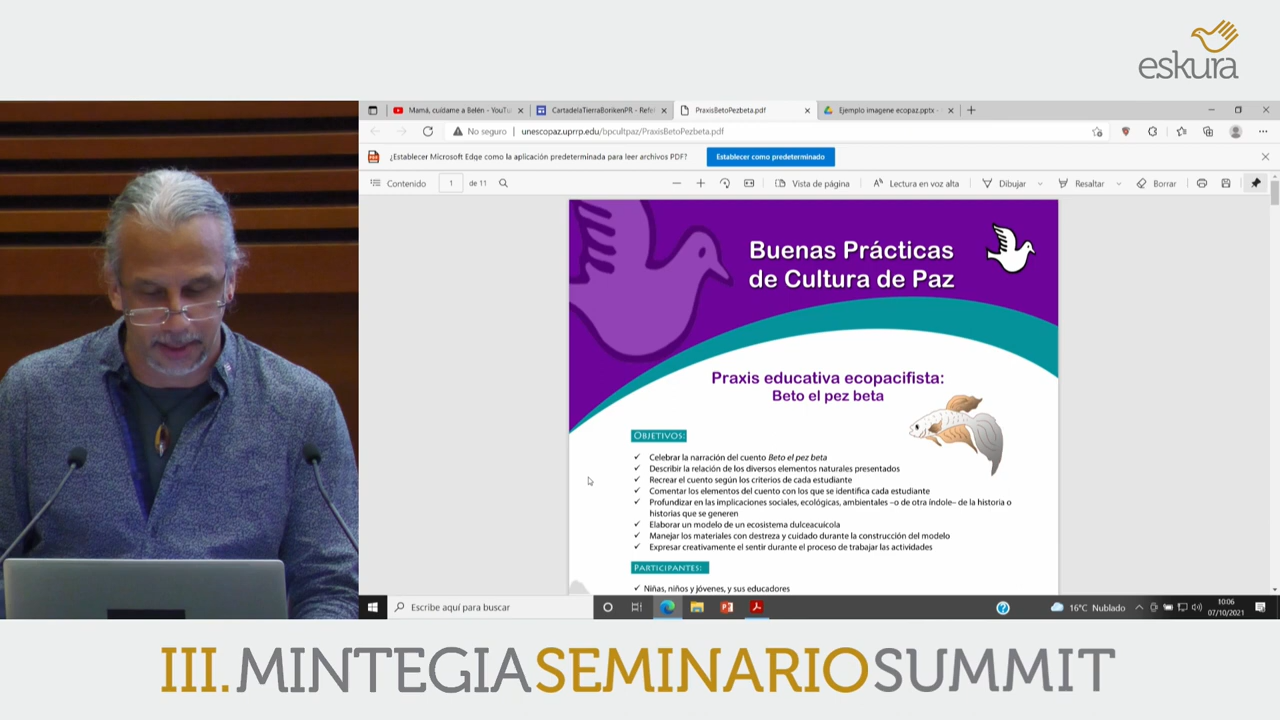 eskura
Mamá, cuídame a Belén - YouTu
CartadelaTierraBorikenPR - Refe
PraxisBetoPezbeta.pdf
Ejemplo imagene ecopaz.pptx -
No seguro
unescopaz.uprrp.edu/bpcultpaz/PraxisBetoPezbeta.pdf
¿Establecer Microsoft Edge como la aplicación predeterminada para leer archivos PDF?
Establecer como predeterminado
Contenido
1
de 11
Vista de página
Lectura en voz alta
Dibujar
Resaltar
Borrar
Buenas Prácticas
de Cultura de Paz
Praxis educativa ecopacifista:
Beto el pez beta
OBJETIVOS:
✓ Celebrar la narración del cuento Beto el pez beta
✓ Describir la relación de los diversos elementos naturales presentados
✓ Recrear el cuento según los criterios de cada estudiante
✓ Comentar los elementos del cuento con los que se identifica cada estudiante
✓ Profundizar en las implicaciones sociales, ecológicas, ambientales –o de otra índole– de la historia o
historias que se generen
✓ Elaborar un modelo de un ecosistema dulceacuícola
✓ Manejar los materiales con destreza y cuidado durante la construcción del modelo
✓ Expresar creativamente el sentir durante el proceso de trabajar las actividades
PARTICIPANTES:
✓ Niñas, niños y jóvenes, y sus educadores
Escribe aquí para buscar
16°C Nublado
10:06
07/10/2021
III.MINTEGIASEMINARIOSUMMIT